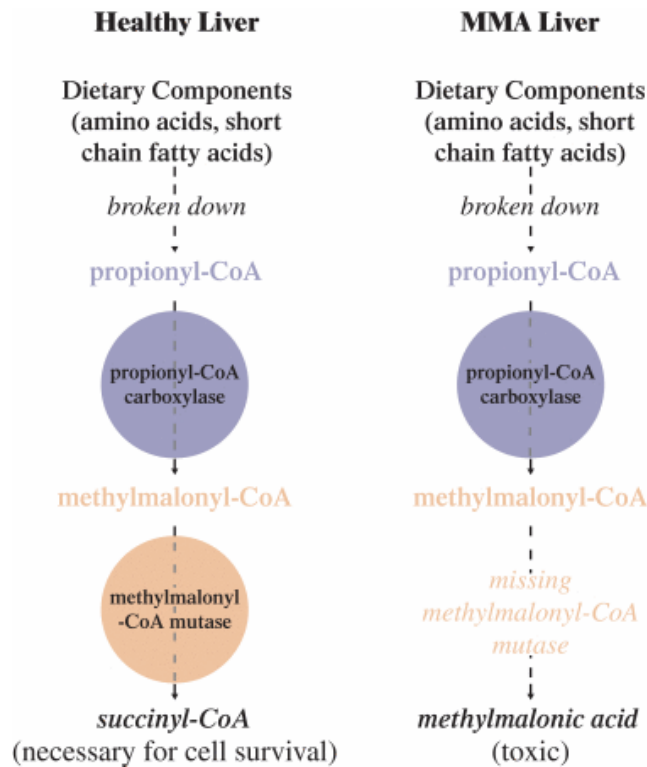 Healthy Liver
Dietary Components
(amino acids, short
chain fatty acids)
broken down
propionyl-CoA
propionyl-CoA
carboxylase
methylmalonyl-CoA
methylmalonyl
-CoA mutase
succinyl-CoA
(necessary for cell survival)
MMA Liver
Dietary Components
(amino acids, short
chain fatty acids)
broken down
propionyl-CoA
propionyl-CoA
carboxylase
methylmalonyl-CoA
missing
methylmalonyl-CoA
mutase
methylmalonic acid
(toxic)